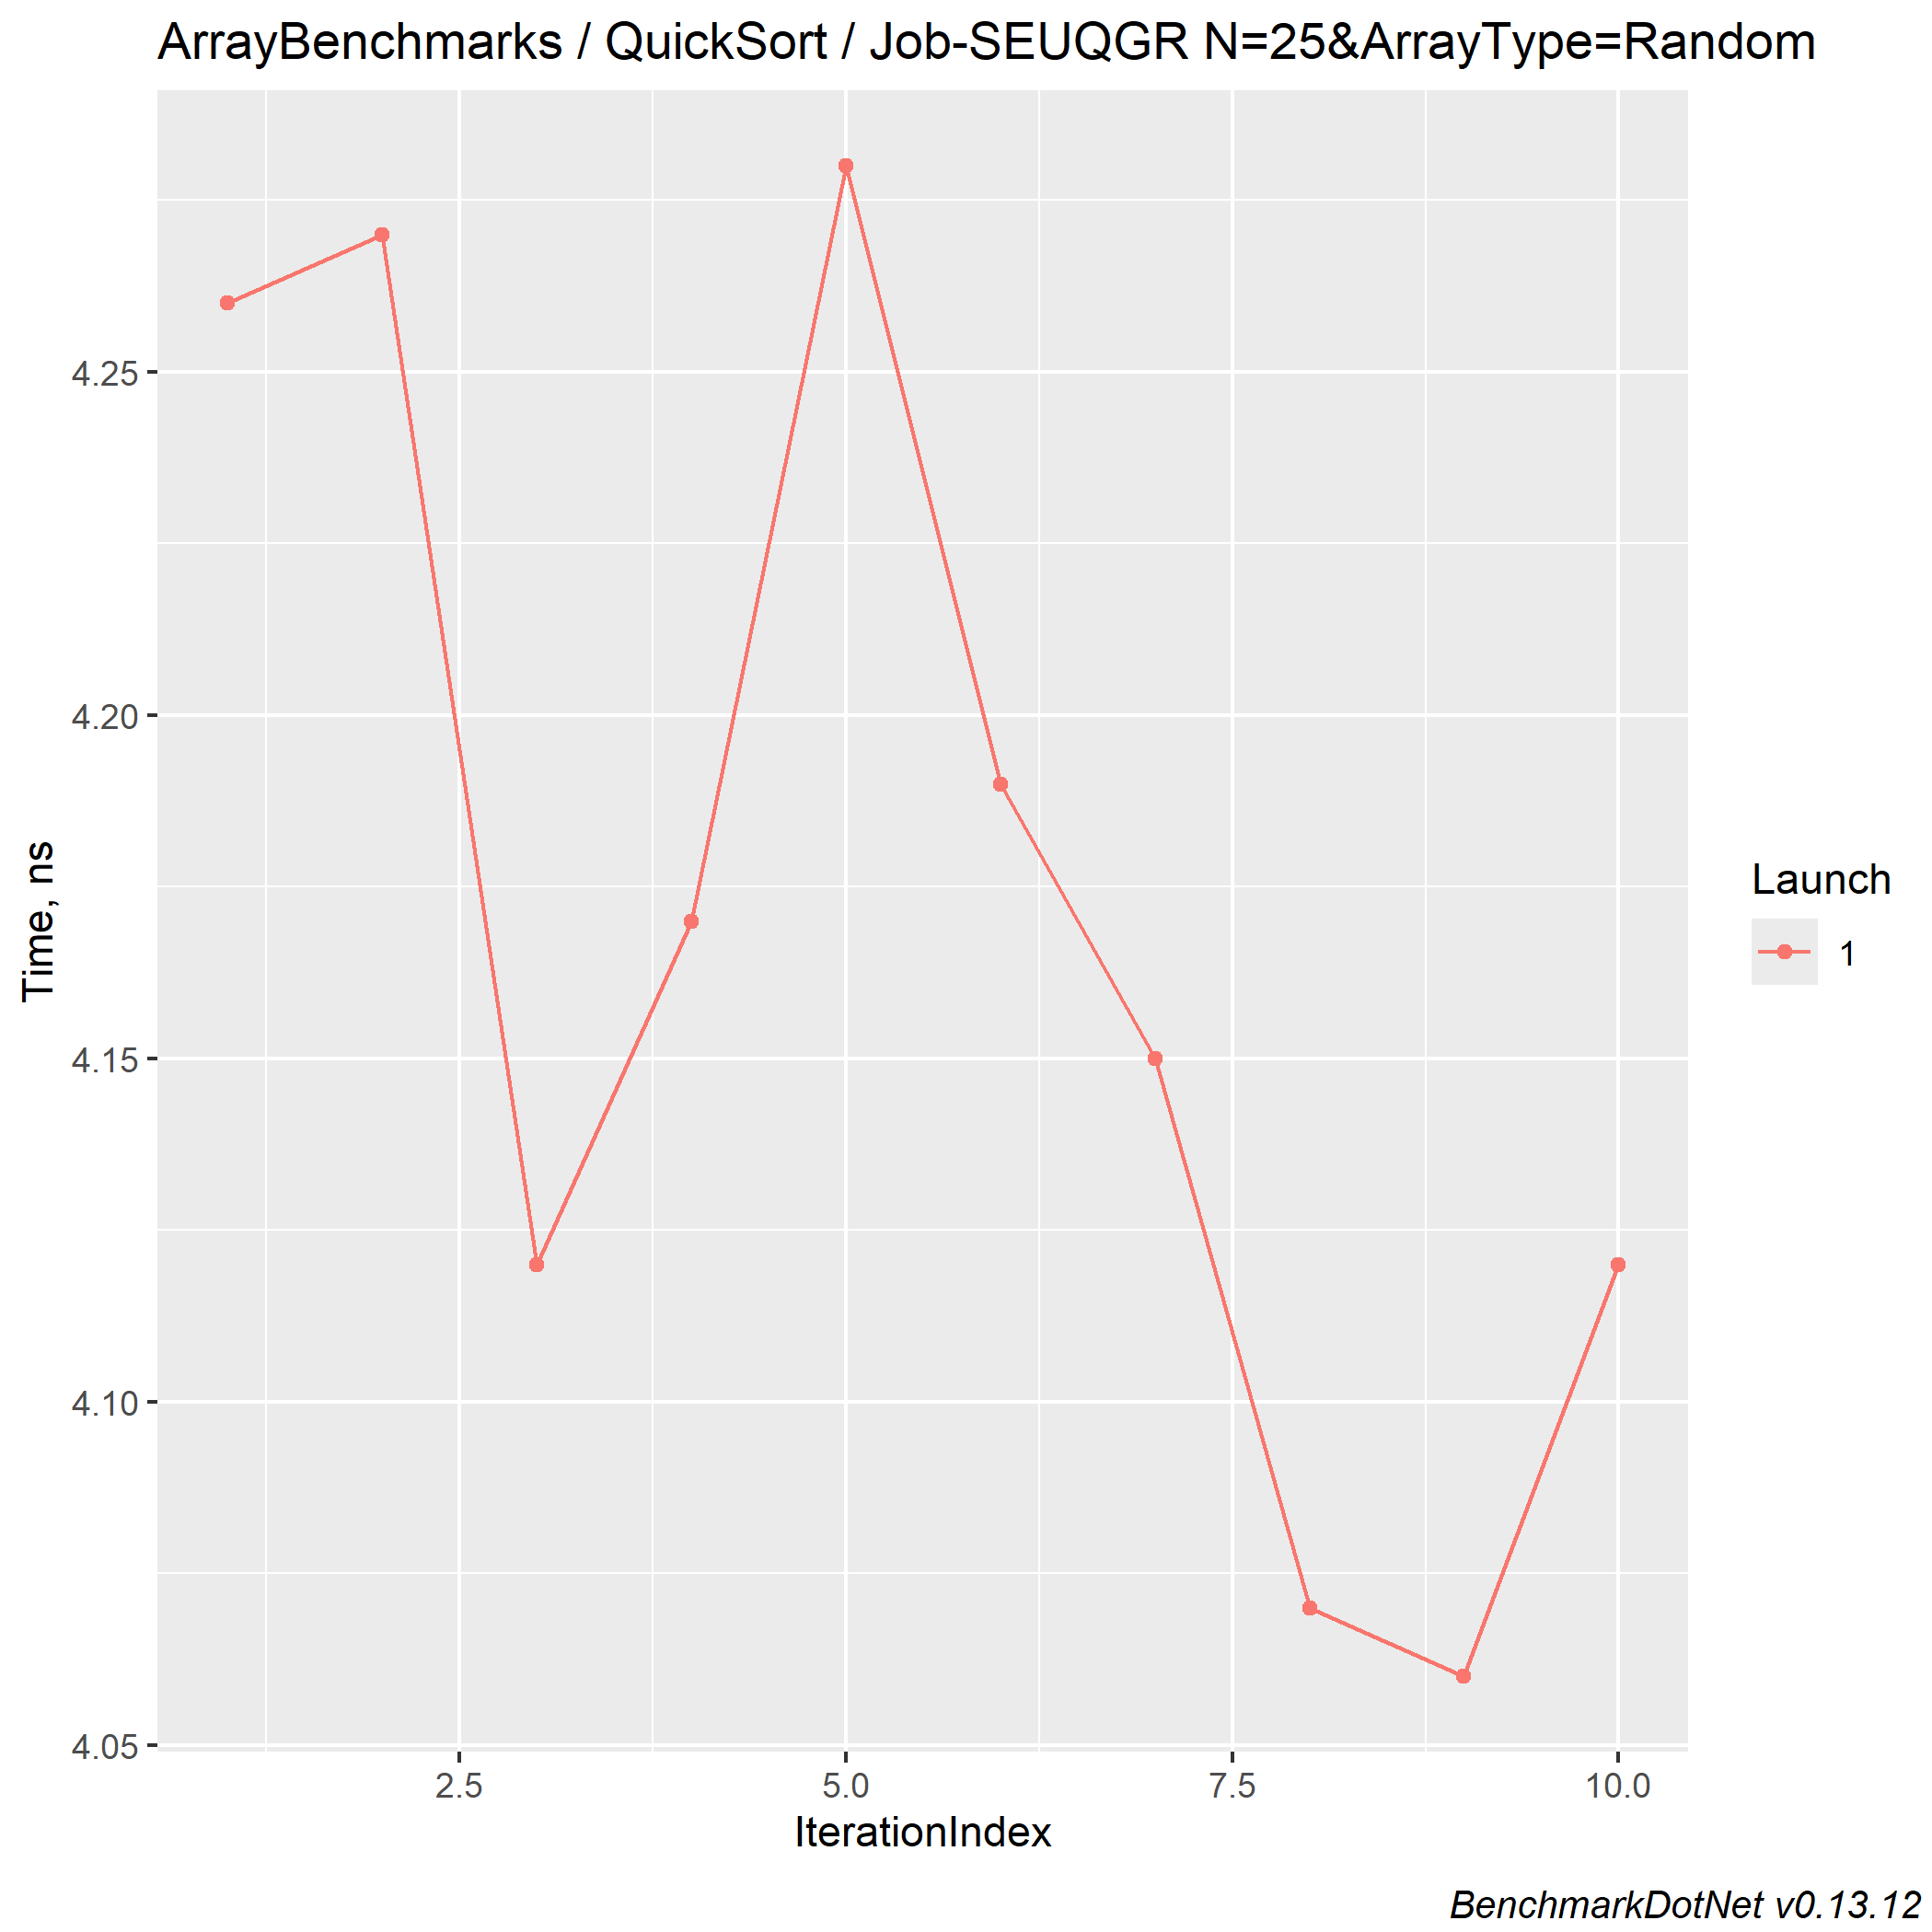 ArrayBenchmarks / QuickSort / Job-SEUQGR N=25&ArrayType=Random
4.25
4.20
4.15
4.10
4.05
Time, ns
2.5 5.0 7.5 10.0
IterationIndex
Launch
1
BenchmarkDotNet v0.13.12